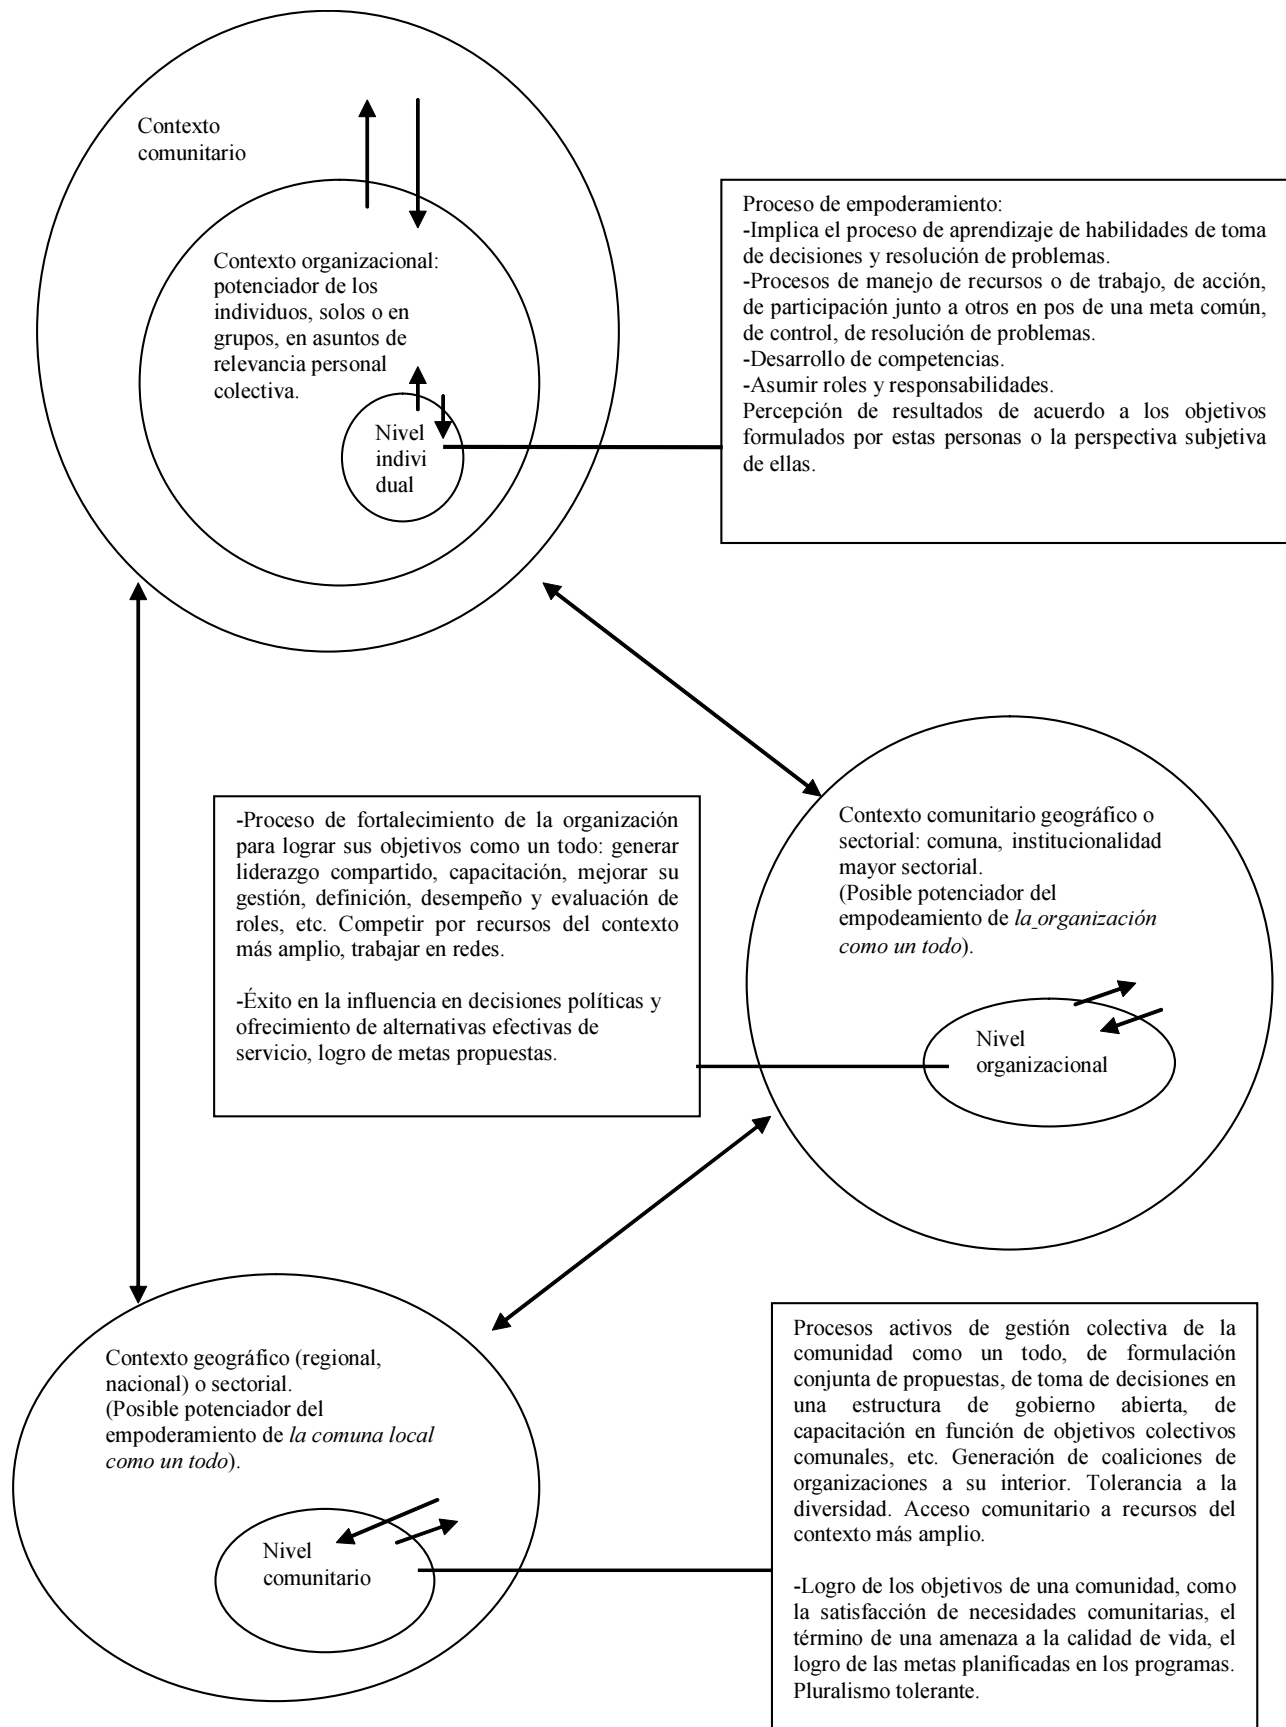 Contexto
comunitario
Contexto organizacional:
potenciador de los
individuos, solos o en
grupos, en asuntos de
relevancia personal
colectiva.
Nivel
indivi
dual
Proceso de empoderamiento:
-Implica el proceso de aprendizaje de habilidades de toma
de decisiones y resolución de problemas.
-Procesos de manejo de recursos o de trabajo, de acción,
de participación junto a otros en pos de una meta común,
de control, de resolución de problemas.
-Desarrollo de competencias.
-Asumir roles y responsabilidades.
Percepción de resultados de acuerdo a los objetivos
formulados por estas personas o la perspectiva subjetiva
de ellas.
-Proceso de fortalecimiento de la organización
para lograr sus objetivos como un todo: generar
liderazgo compartido, capacitación, mejorar su
gestión, definición, desempeño y evaluación de
roles, etc. Competir por recursos del contexto
más amplio, trabajar en redes.
-Éxito en la influencia en decisiones políticas y
ofrecimiento de alternativas efectivas de
servicio, logro de metas propuestas.
Contexto comunitario geográfico o
sectorial: comuna, institucionalidad
mayor sectorial.
(Posible potenciador del
empodeamiento de la organización
como un todo).
Nivel
organizacional
Contexto geográfico (regional,
nacional) o sectorial.
(Posible potenciador del
empoderamiento de la comuna local
como un todo).
Nivel
comunitario
Procesos activos de gestión colectiva de la
comunidad como un todo, de formulación
conjunta de propuestas, de toma de decisiones en
una estructura de gobierno abierta, de
capacitación en función de objetivos colectivos
comunales, etc. Generación de coaliciones de
organizaciones a su interior. Tolerancia a la
diversidad. Acceso comunitario a recursos del
contexto más amplio.
-Logro de los objetivos de una comunidad, como
la satisfacción de necesidades comunitarias, el
término de una amenaza a la calidad de vida, el
logro de las metas planificadas en los programas.
Pluralismo tolerante.